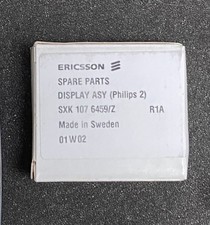 ERICSSON
SPARE PARTS
DISPLAY ASY (Philips 2)
SXK 107 6459/Z R1A
Made in Sweden
01W02